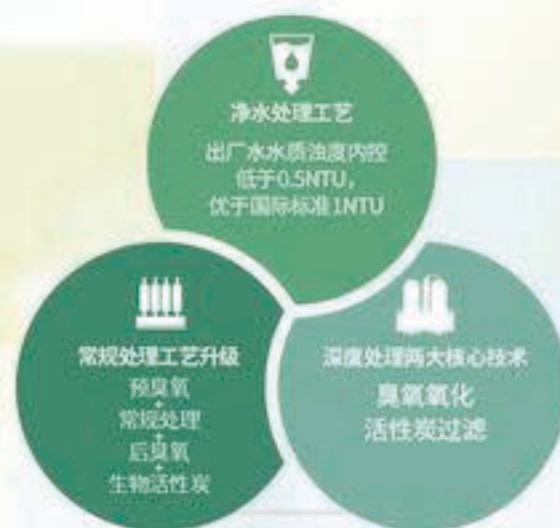 净水处理工艺
出厂水水质浊度内控
低于0.5NTU，
优于国际标准1NTU
常规处理工艺升级
预臭氧
+
常规处理
+
后臭氧
+
生物活性炭
深度处理两大核心技术
臭氧氧化
活性炭过滤